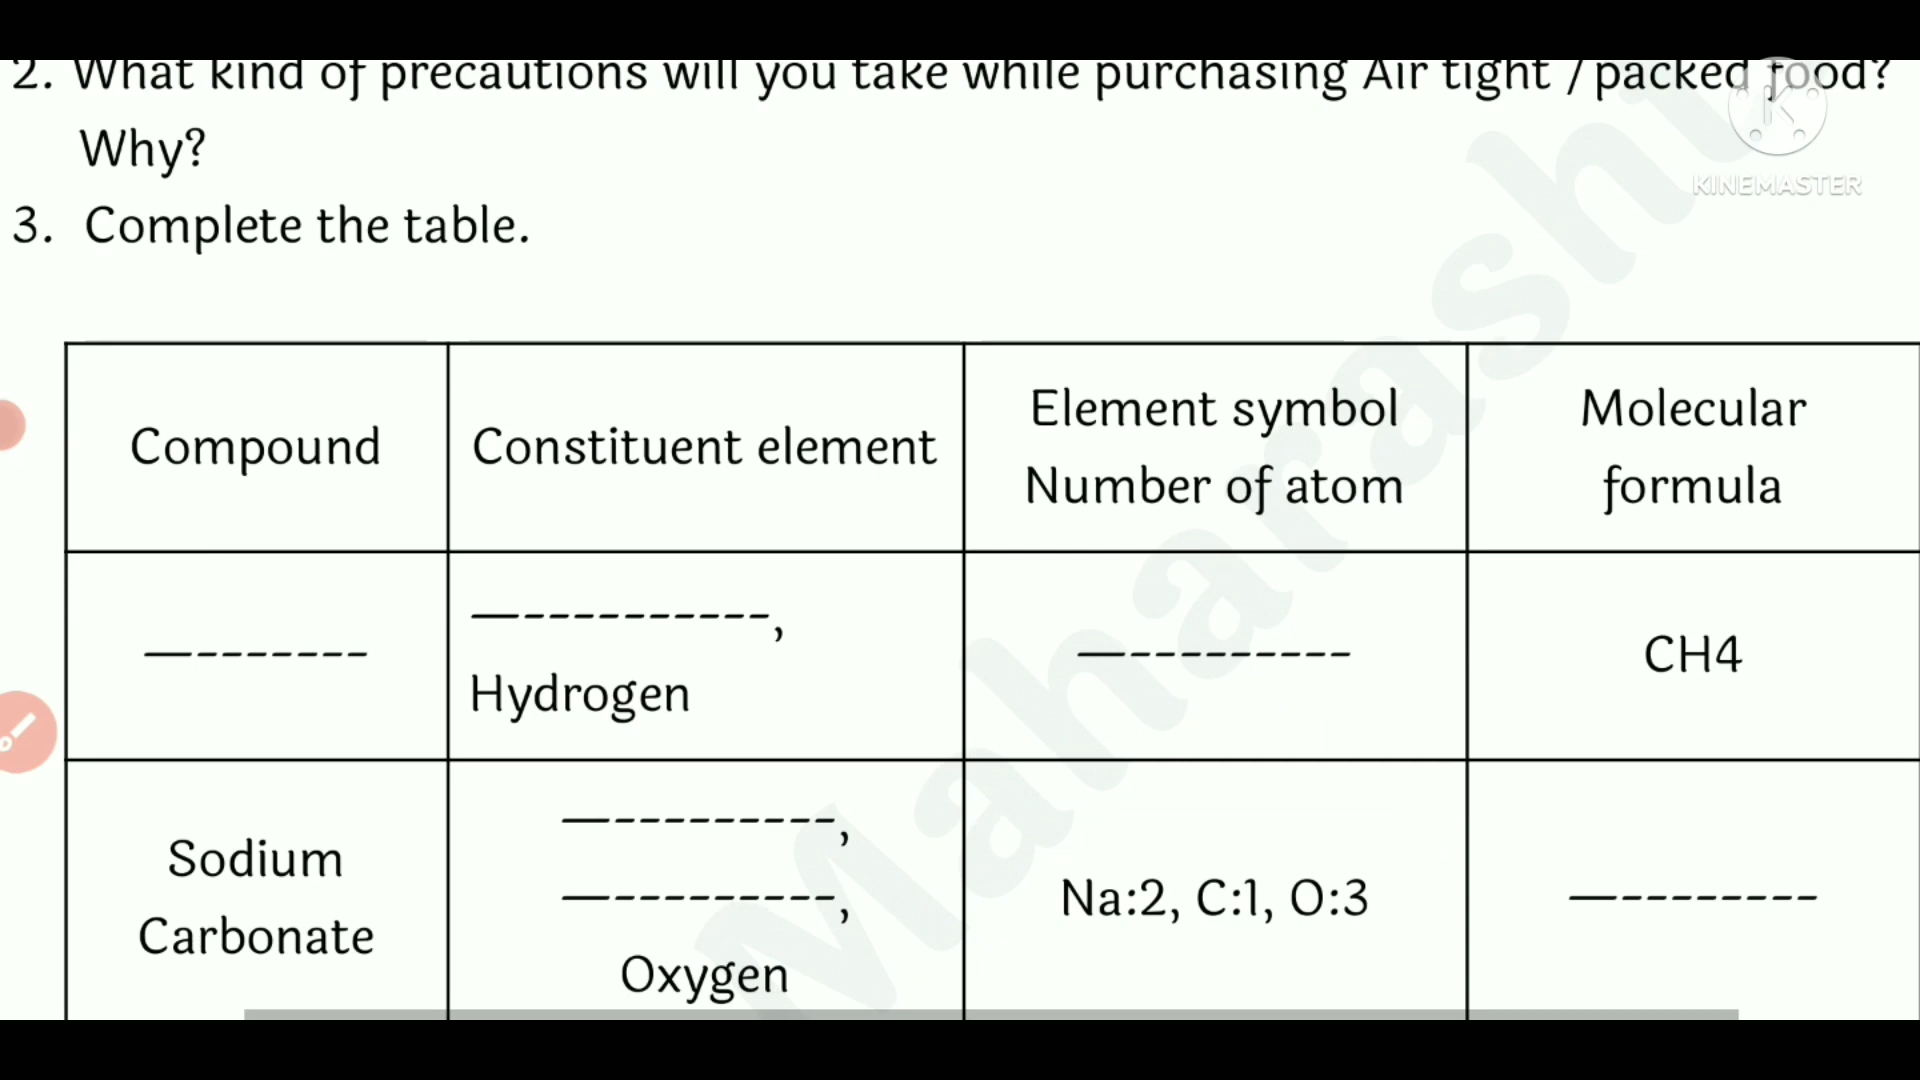 2. What kind of precautions will you take while purchasing Air tight / packed food?
Why?
3. Complete the table.
Compound
Constituent element
Element symbol
Number of atom
Molecular
formula
—-------
—----------,
Hydrogen
—---------
CH4
Sodium
Carbonate
—---------,
—---------,
Oxygen
Na:2, C:1, O:3
—--------
KINEMASTER
Maharasht